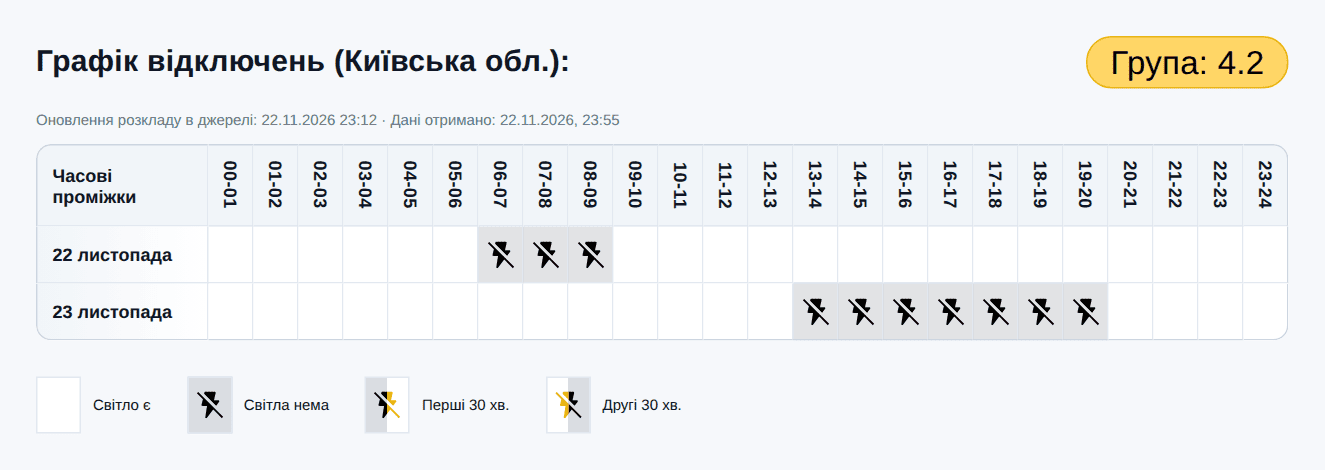 Графік відключень (Київська обл.):
Група: 4.2
Оновлення розкладу в джерелі: 22.11.2026 23:12 · Дані отримано: 22.11.2026, 23:55
Часові
проміжки
00-01
01-02
02-03
03-04
04-05
05-06
06-07
07-08
08-09
09-10
10-11
11-12
12-13
13-14
14-15
15-16
16-17
17-18
18-19
19-20
20-21
21-22
22-23
23-24
22 листопада
23 листопада
Світло є
Світла нема
Перші 30 хв.
Другі 30 хв.